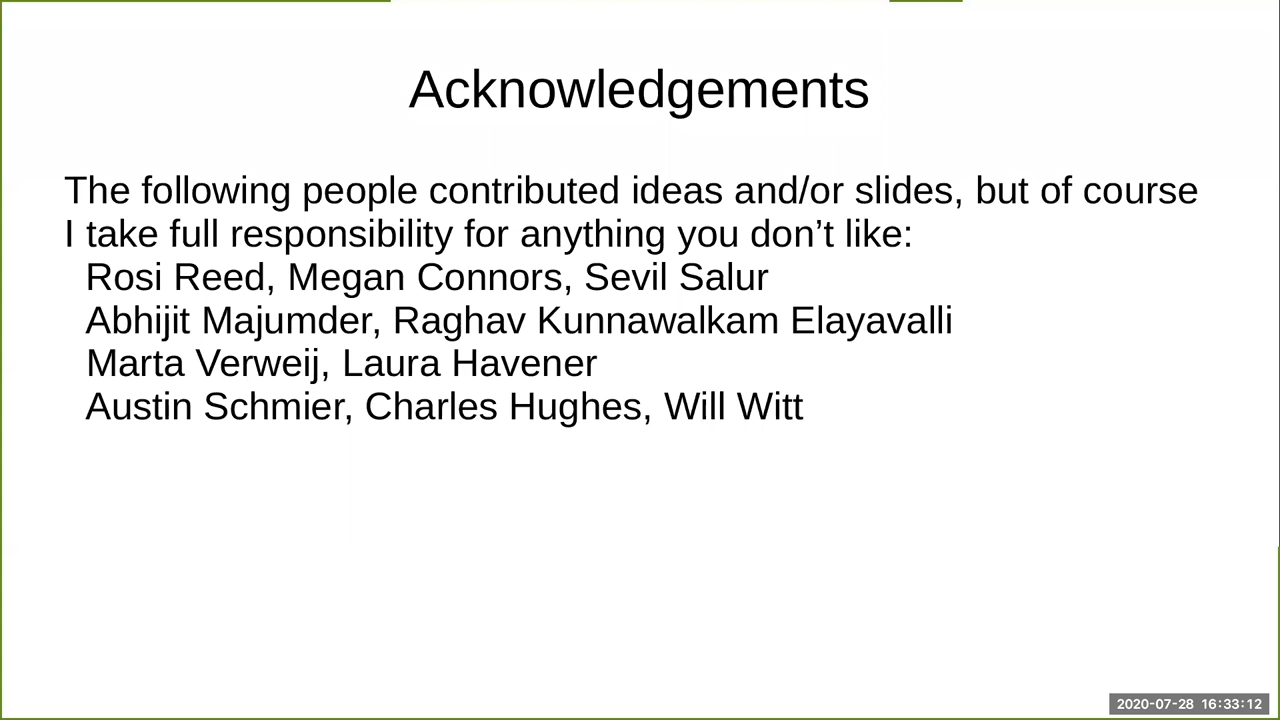 Acknowledgements
The following people contributed ideas and/or slides, but of course
I take full responsibility for anything you don’t like:
Rosi Reed, Megan Connors, Sevil Salur
Abhijit Majumder, Raghav Kunnawalkam Elayavalli
Marta Verweij, Laura Havener
Austin Schmier, Charles Hughes, Will Witt
2020-07-28 16:33:12